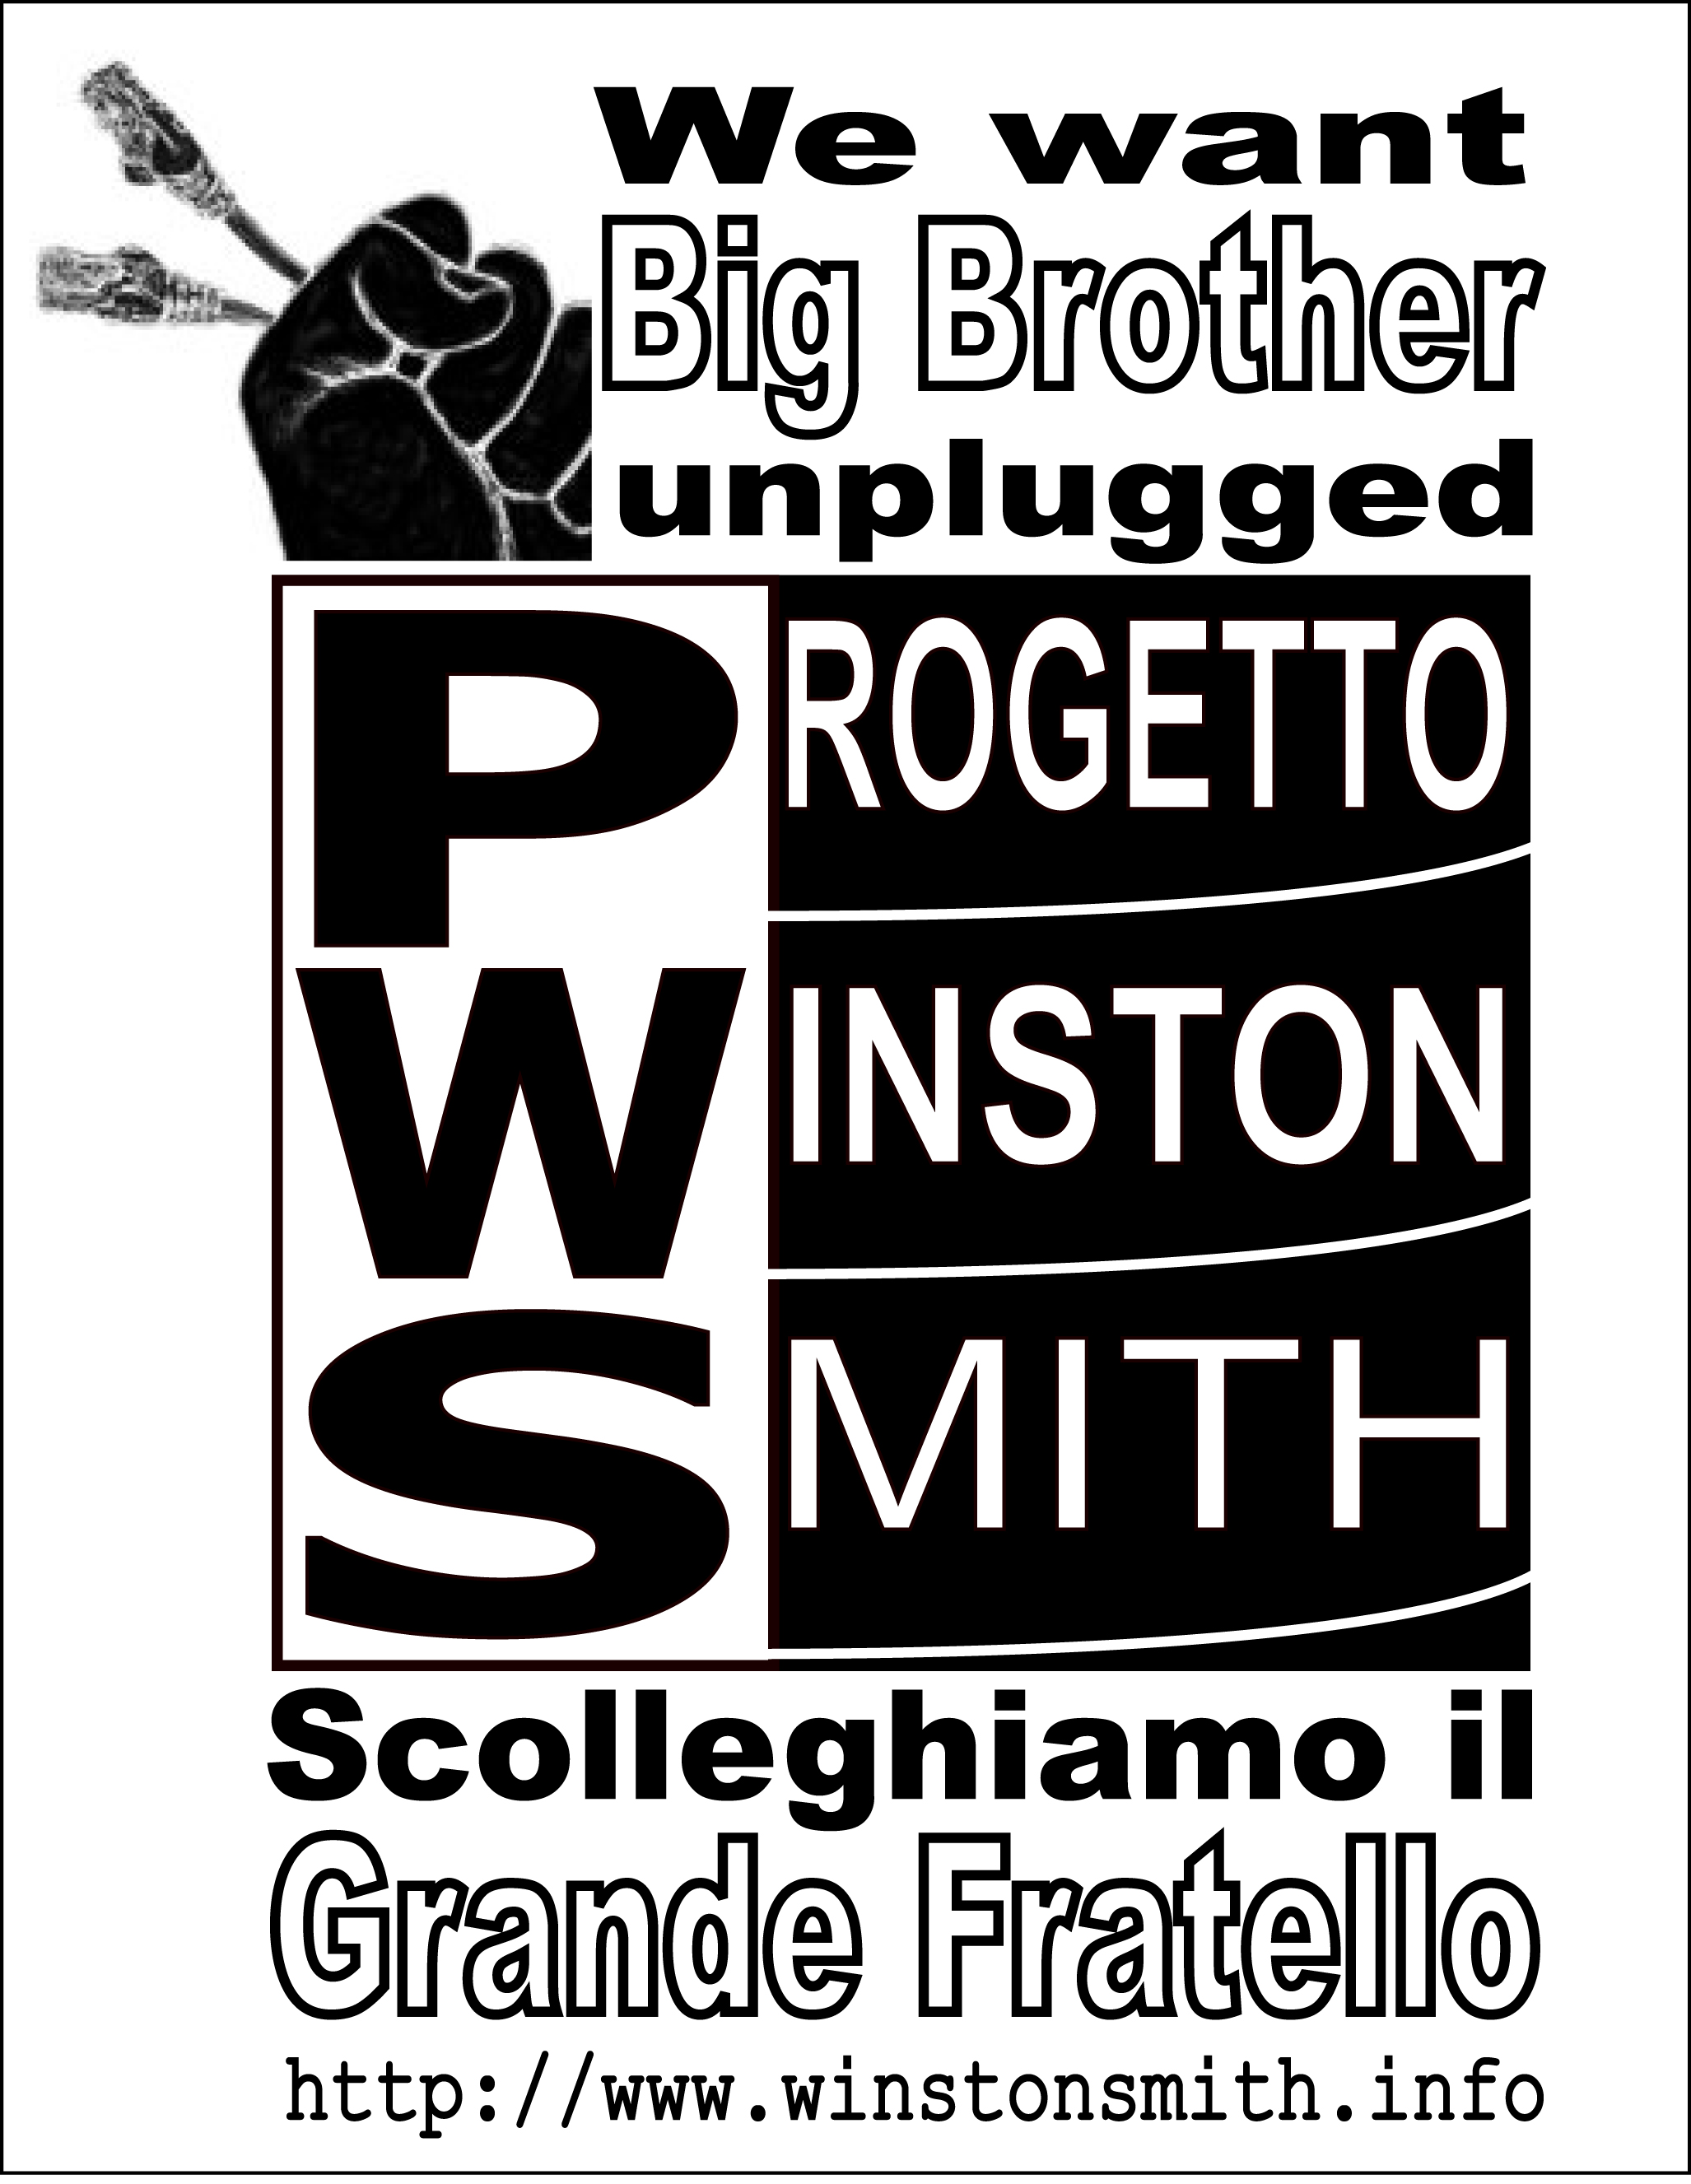 We want
Big Brother
unplugged
PROGETTO
WINSTON
SMITH
Scolleghiamo il
Grande Fratello
http://www.winstonsmith.info